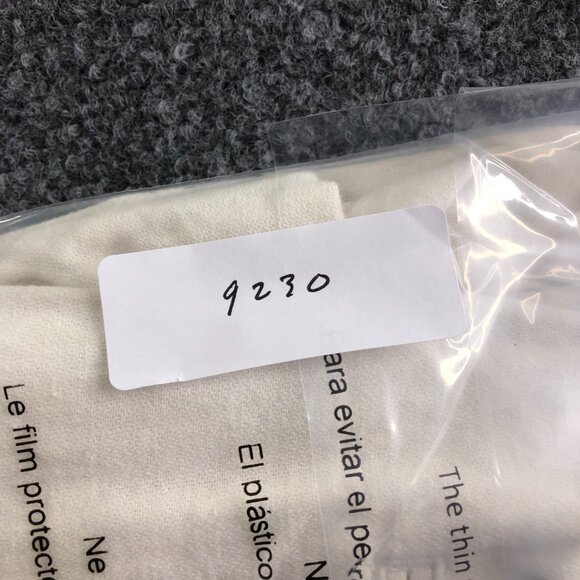 9230
ara evitar el pe
The thin
El plástico
Le film protect
Ne
N